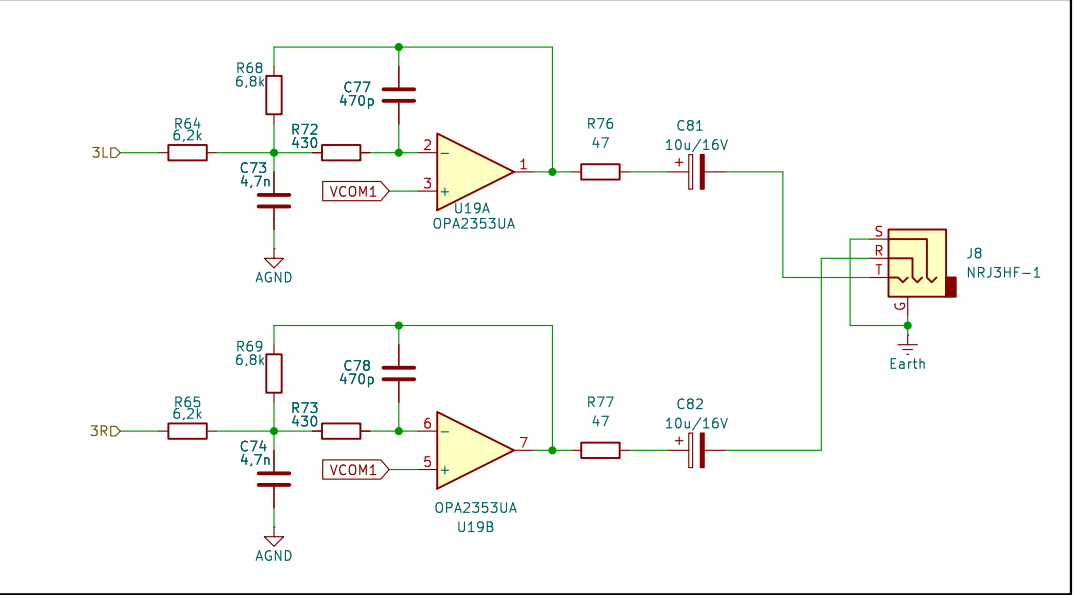 R68
6,8k
C77
470p
R64
6,2k
3L
R72
430
C73
4,7n
2
−
3
+
1
VCOM1
U19A
OPA2353UA
R76
47
C81
10u/16V
+
AGND
S
R
T
G
J8
NRJ3HF-1
Earth
R69
6,8k
C78
470p
R65
6,2k
3R
R73
430
C74
4,7n
6
−
5
+
7
VCOM1
OPA2353UA
U19B
R77
47
C82
10u/16V
+
AGND